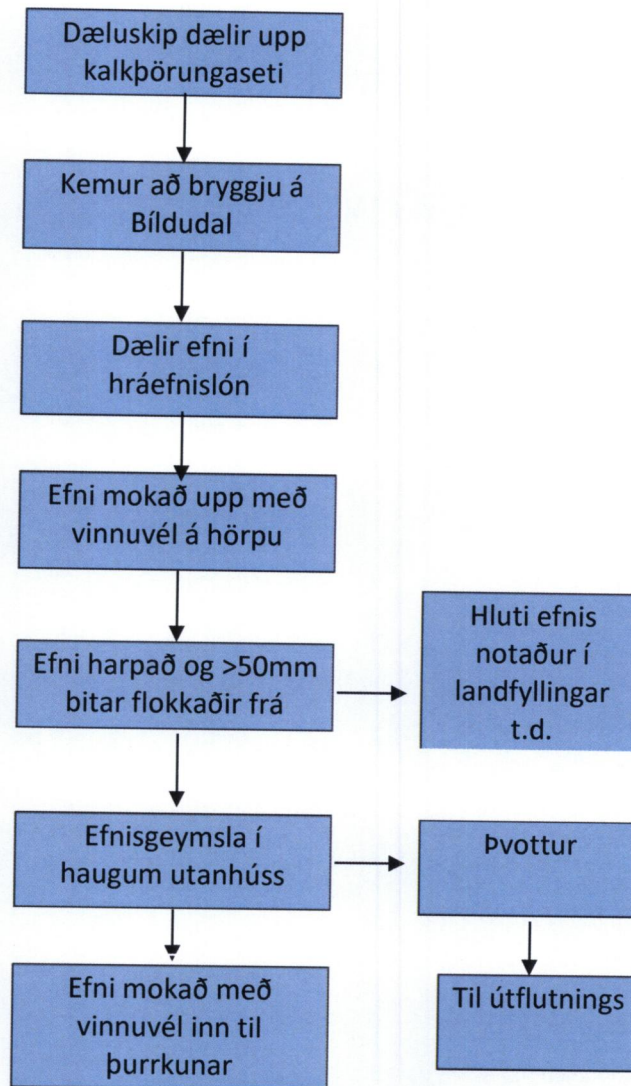 Dæluskip dælir upp
kalkþörungaseti
Kemur að bryggju á
Bíldudal
Dælir efni í
hráefnislón
Efni mokað upp með
vinnuvél á hörpu
Efni harpað og >50mm
bitar flokkaðir frá
Hluti efnis
notaður í
landfyllingar
t.d.
Efnisgeymsla í
haugum utanhúss
Þvottur
Efni mokað með
vinnuvél inn til
þurrkunar
Til útflutnings